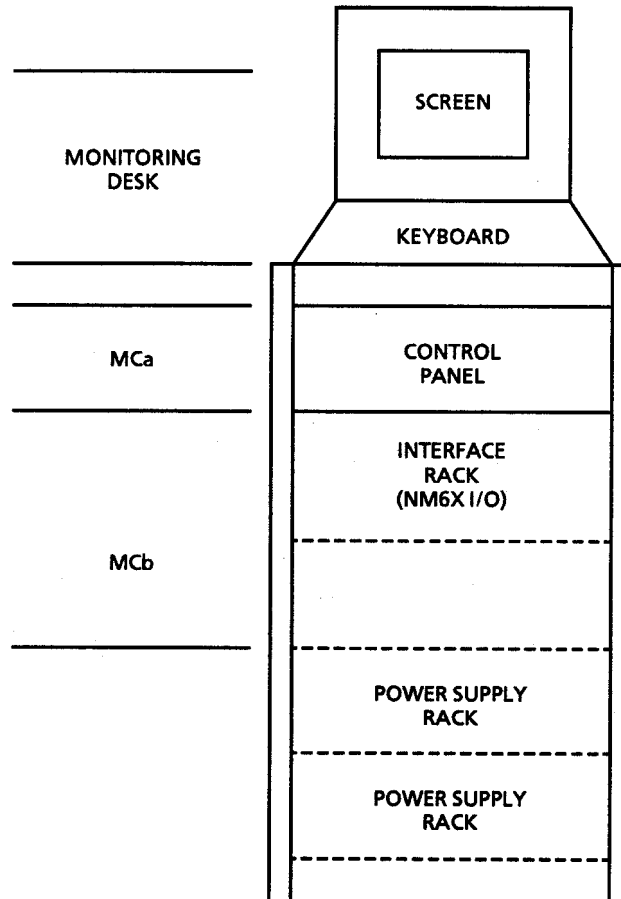 SCREEN
MONITORING
DESK
KEYBOARD
MCa
CONTROL
PANEL
INTERFACE
RACK
(NM6X I/O)
MCb
POWER SUPPLY
RACK
POWER SUPPLY
RACK